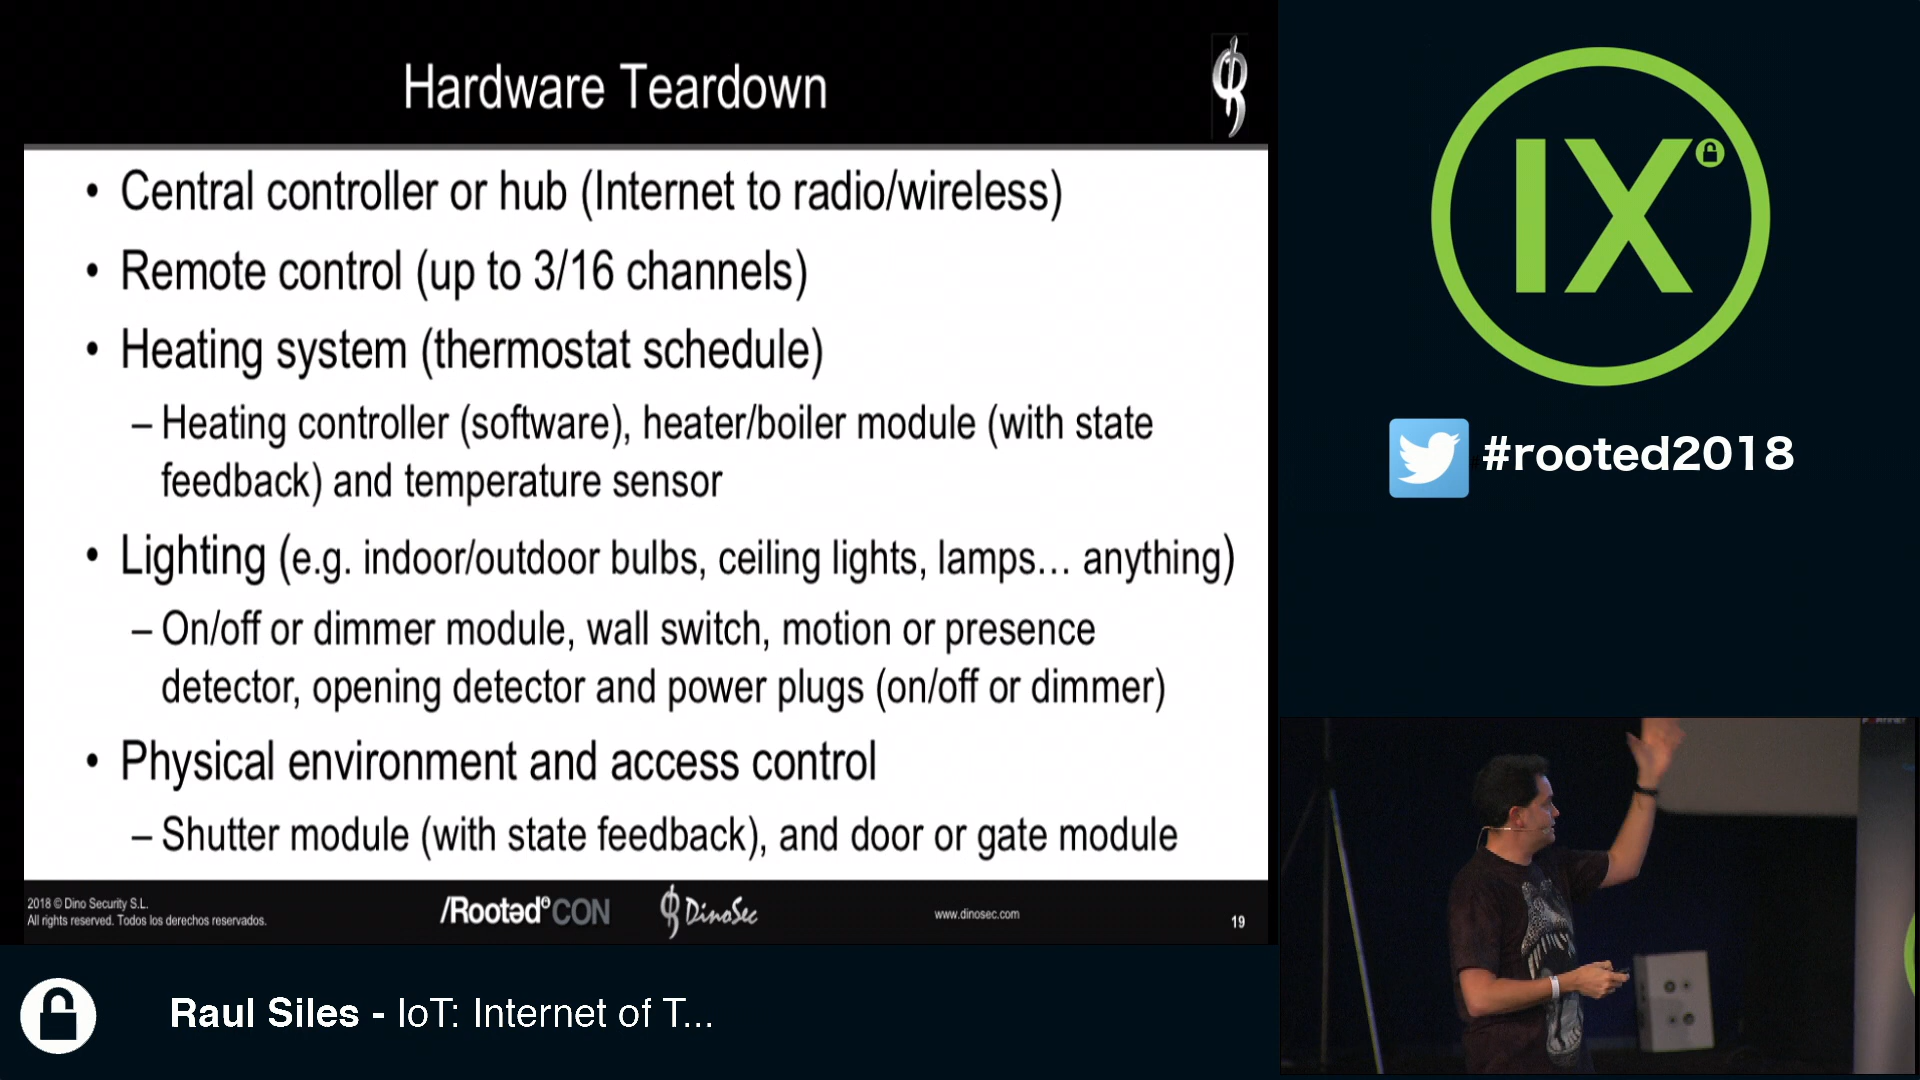 Hardware Teardown
• Central controller or hub (Internet to radio/wireless)
• Remote control (up to 3/16 channels)
• Heating system (thermostat schedule)
– Heating controller (software), heater/boiler module (with state
feedback) and temperature sensor
• Lighting (e.g. indoor/outdoor bulbs, ceiling lights, lamps… anything)
– On/off or dimmer module, wall switch, motion or presence
detector, opening detector and power plugs (on/off or dimmer)
• Physical environment and access control
– Shutter module (with state feedback), and door or gate module
2018 © Dino Security S.L.
All rights reserved. Todos los derechos reservados.
/Rootəd CON
DinoSec
www.dinosec.com
19
IX
#rooted2018
Raul Siles - IoT: Internet of T...